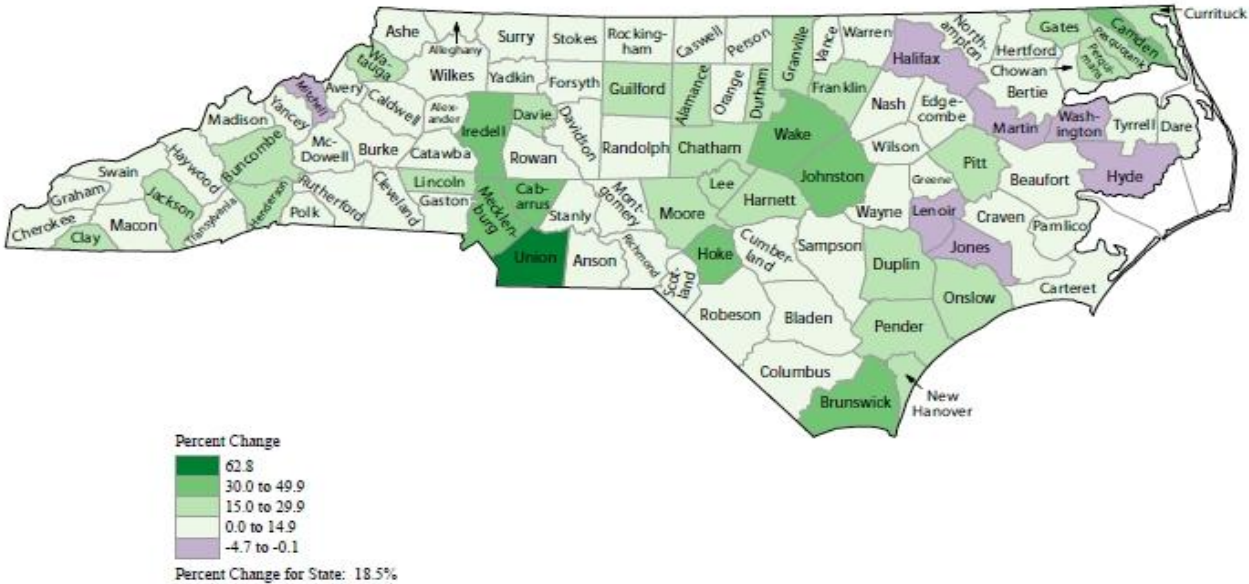 Ashe
Alleghany
Surry
Stokes
Rocking-
ham
Caswell
Person
Granville
Vance
Warren
North-
ampton
Gates
Currituck
Camden
Pasquotank
Perqui-
mans
Hertford
Halifax
Chowan
Bertie
Wa-
tauga
Wilkes
Yadkin
Forsyth
Guilford
Alamance
Orange
Durham
Franklin
Nash
Edge-
combe
Martin
Wash-
ington
Tyrrell
Dare
Mitchell
Avery
Yancey
Caldwell
Alex-
ander
Iredell
Davie
Davidson
Randolph
Chatham
Wake
Wilson
Pitt
Hyde
Madison
Buncombe
Mc-
Dowell
Burke
Catawba
Rowan
Johnston
Greene
Beaufort
Swain
Haywood
Graham
Jackson
Henderson
Rutherford
Cleveland
Lincoln
Gaston
Mecklen-
burg
Cab-
arrus
Stanly
Mont-
gomery
Moore
Lee
Harnett
Wayne
Lenoir
Craven
Pamlico
Cherokee
Clay
Macon
Transylvania
Polk
Union
Anson
Richmond
Scot-
land
Hoke
Cumber-
land
Sampson
Duplin
Jones
Onslow
Carteret
Robeson
Bladen
Pender
Columbus
Brunswick
New
Hanover
Percent Change
62.8
30.0 to 49.9
15.0 to 29.9
0.0 to 14.9
-4.7 to -0.1
Percent Change for State: 18.5%